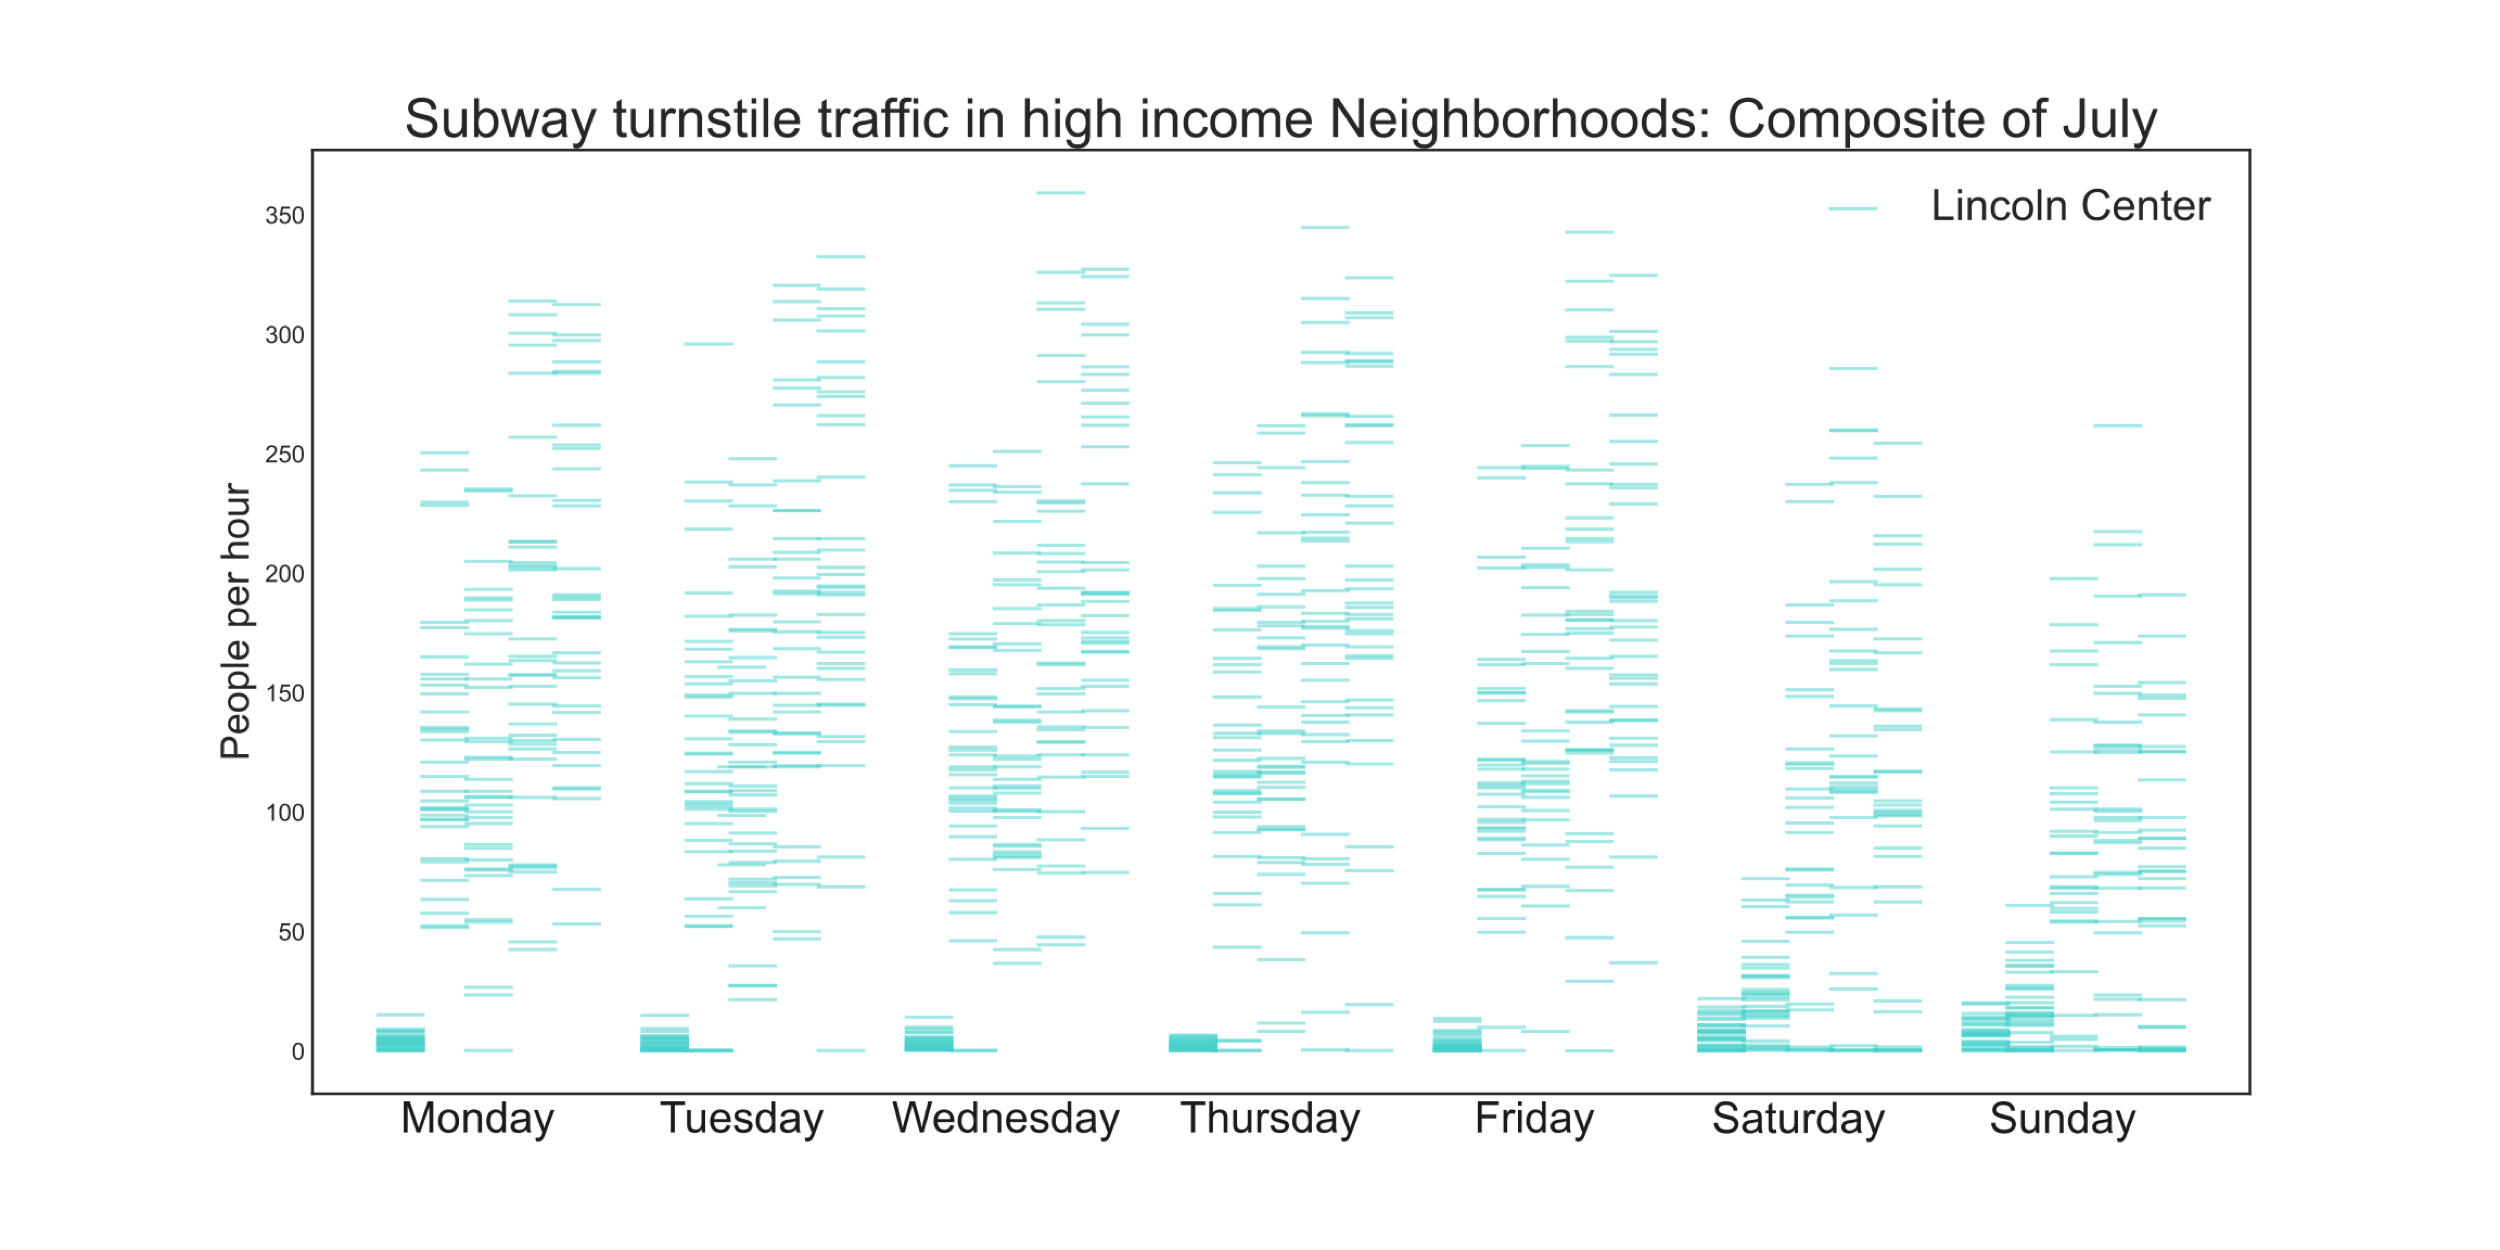 Subway turnstile traffic in high income Neighborhoods: Composite of July
Lincoln Center
People per hour
350
300
250
200
150
100
50
0
Monday Tuesday Wednesday Thursday Friday Saturday Sunday